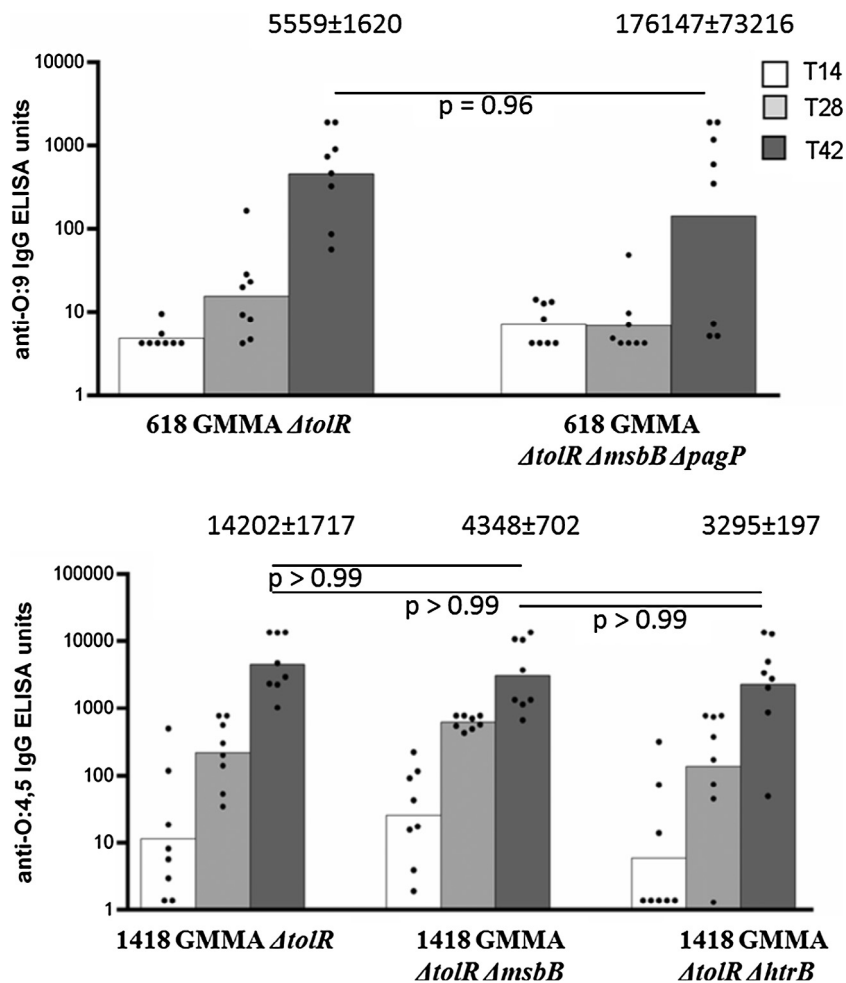 5559±1620 176147±73216
T14
T28
T42
10000
1000
100
10
1
anti-O:9 IgG ELISA units
p = 0.96
618 GMMA ΔtolR
618 GMMA
ΔtolR ΔmsbB ΔpagP
14202±1717 4348±702 3295±197
100000
10000
1000
100
10
1
anti-O:4,5 IgG ELISA units
p > 0.99
p > 0.99
p > 0.99
1418 GMMA ΔtolR
1418 GMMA
ΔtolR ΔmsbB
1418 GMMA
ΔtolR ΔhtrB